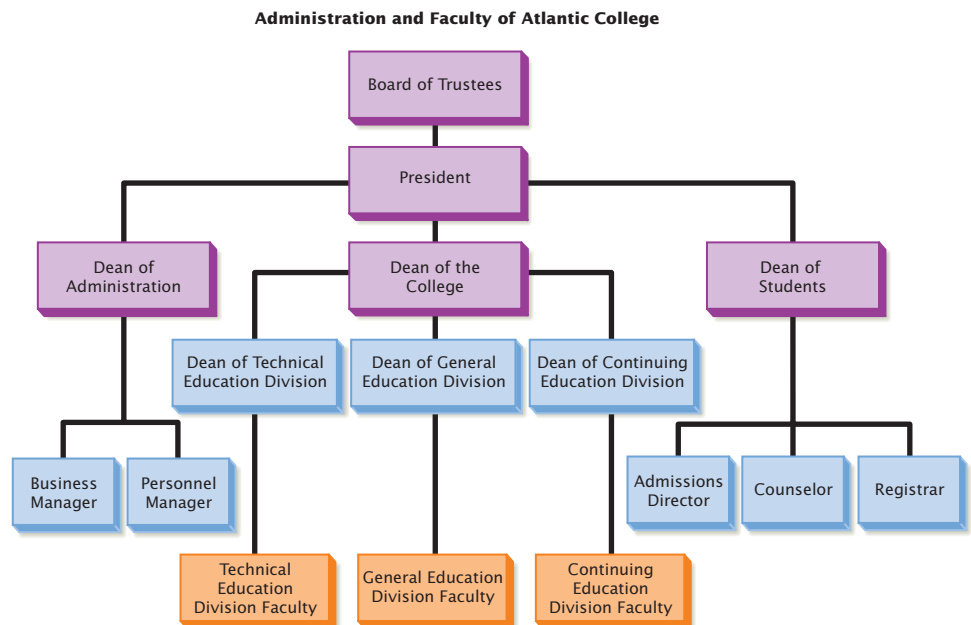 Administration and Faculty of Atlantic College
Board of Trustees
President
Dean of
Administration
Dean of the
College
Dean of
Students
Dean of Technical
Education Division
Dean of General
Education Division
Dean of Continuing
Education Division
Business
Manager
Personnel
Manager
Admissions
Director
Counselor
Registrar
Technical
Education
Division Faculty
General Education
Division Faculty
Continuing
Education
Division Faculty